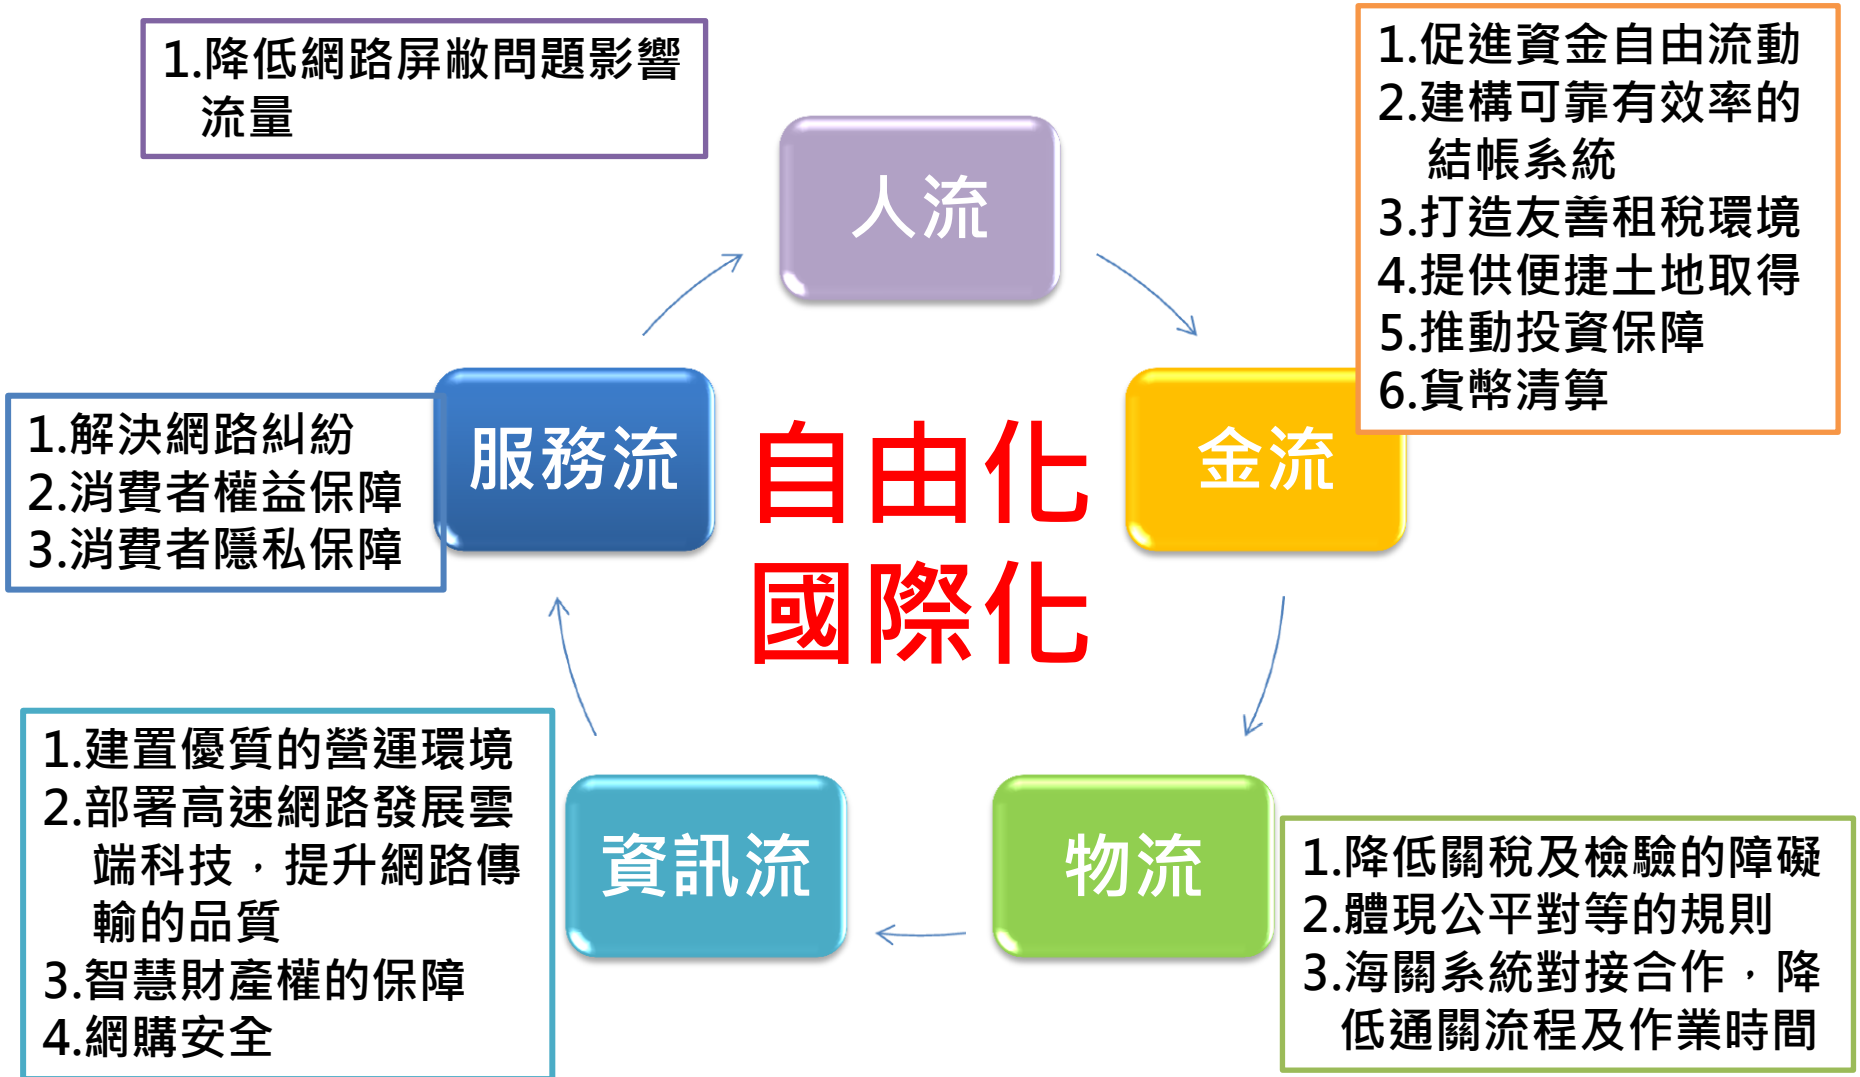 1.降低網路屏敝問題影響
流量
人流
1.促進資金自由流動
2.建構可靠有效率的
結帳系統
3.打造友善租稅環境
4.提供便捷土地取得
5.推動投資保障
6.貨幣清算
金流
1.解決網路糾紛
2.消費者權益保障
3.消費者隱私保障
服務流
自由化
國際化
1.建置優質的營運環境
2.部署高速網路發展雲
端科技，提升網路傳
輸的品質
3.智慧財產權的保障
4.網購安全
資訊流
物流
1.降低關稅及檢驗的障礙
2.體現公平對等的規則
3.海關系統對接合作，降
低通關流程及作業時間